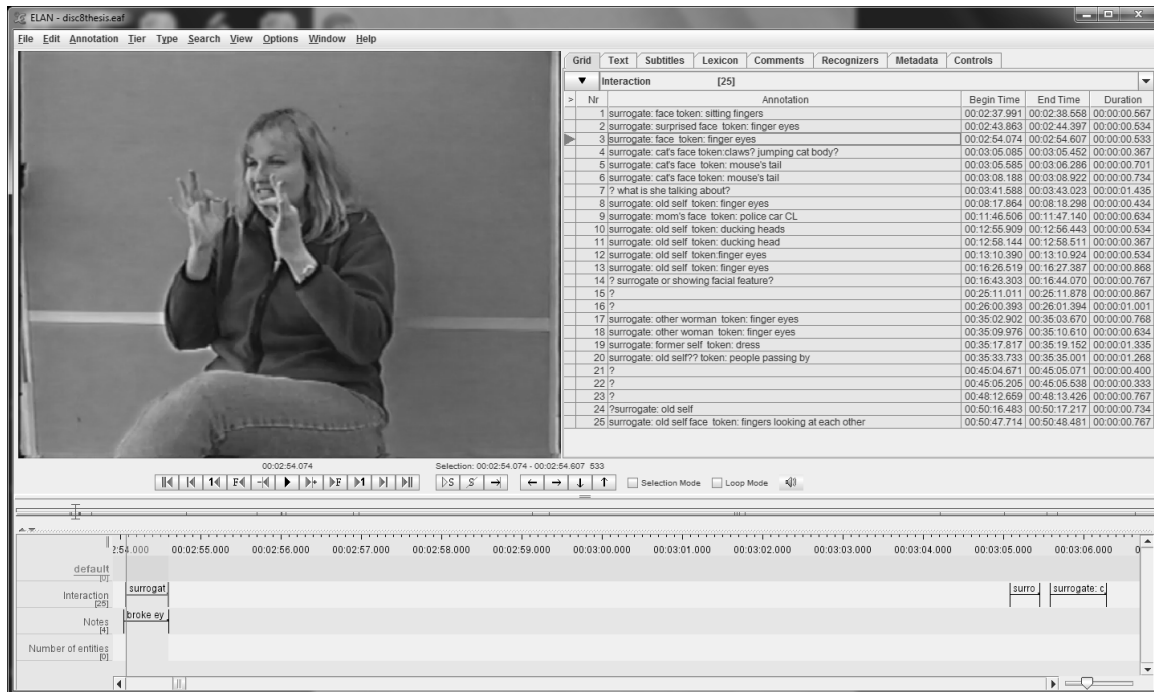 ELAN - disc8thesis.eaf
File Edit Annotation Tier Type Search View Options Window Help
Grid Text Subtitles Lexicon Comments Recognizers Metadata Controls
Interaction [25]
> Nr Annotation Begin Time End Time Duration
1 surrogate: face token: sitting fingers 00:02:37.991 00:02:38.558 00:00:00.567
2 surrogate: surprised face token: finger eyes 00:02:43.863 00:02:44.397 00:00:00.534
3 surrogate: face token: finger eyes 00:02:54.074 00:02:54.607 00:00:00.533
4 surrogate: cat's face token:claws? jumping cat body? 00:03:05.085 00:03:05.452 00:00:00.367
5 surrogate: cat's face token: mouse's tail 00:03:05.585 00:03:06.286 00:00:00.701
6 surrogate: cat's face token: mouse's tail 00:03:08.188 00:03:08.922 00:00:00.734
7 ? what is she talking about? 00:03:41.588 00:03:43.023 00:00:01.435
8 surrogate: old self token: finger eyes 00:08:17.864 00:08:18.298 00:00:00.434
9 surrogate: mom's face token: police car CL 00:11:46.506 00:11:47.140 00:00:00.634
10 surrogate: old self token: ducking heads 00:12:55.909 00:12:56.443 00:00:00.534
11 surrogate: old self token: ducking head 00:12:58.144 00:12:58.511 00:00:00.367
12 surrogate: old self token:finger eyes 00:13:10.390 00:13:10.924 00:00:00.534
13 surrogate: old self token: finger eyes 00:16:26.519 00:16:27.387 00:00:00.868
14 ? surrogate or showing facial feature? 00:16:43.303 00:16:44.070 00:00:00.767
15 ? 00:25:11.011 00:25:11.878 00:00:00.867
16 ? 00:26:00.393 00:26:01.394 00:00:01.001
17 surrogate: other worman token: finger eyes 00:35:02.902 00:35:03.670 00:00:00.768
18 surrogate: other woman token: finger eyes 00:35:09.976 00:35:10.610 00:00:00.634
19 surrogate: former self token: dress 00:35:17.817 00:35:19.152 00:00:01.335
20 surrogate: old self?? token: people passing by 00:35:33.733 00:35:35.001 00:00:01.268
21 ? 00:45:04.671 00:45:05.071 00:00:00.400
22 ? 00:45:05.205 00:45:05.538 00:00:00.333
23 ? 00:48:12.659 00:48:13.426 00:00:00.767
24 ?surrogate: old self 00:50:16.483 00:50:17.217 00:00:00.734
25 surrogate: old self face token: fingers looking at each other 00:50:47.714 00:50:48.481 00:00:00.767
00:02:54.074 Selection: 00:02:54.074 - 00:02:54.607 533
Selection Mode Loop Mode
2:54.000 00:02:55.000 00:02:56.000 00:02:57.000 00:02:58.000 00:02:59.000 00:03:00.000 00:03:01.000 00:03:02.000 00:03:03.000 00:03:04.000 00:03:05.000 00:03:06.000 0
default
[0]
Interaction surrogat surro surrogate: c
[25]
Notes broke ey
[4]
Number of entities
[0]